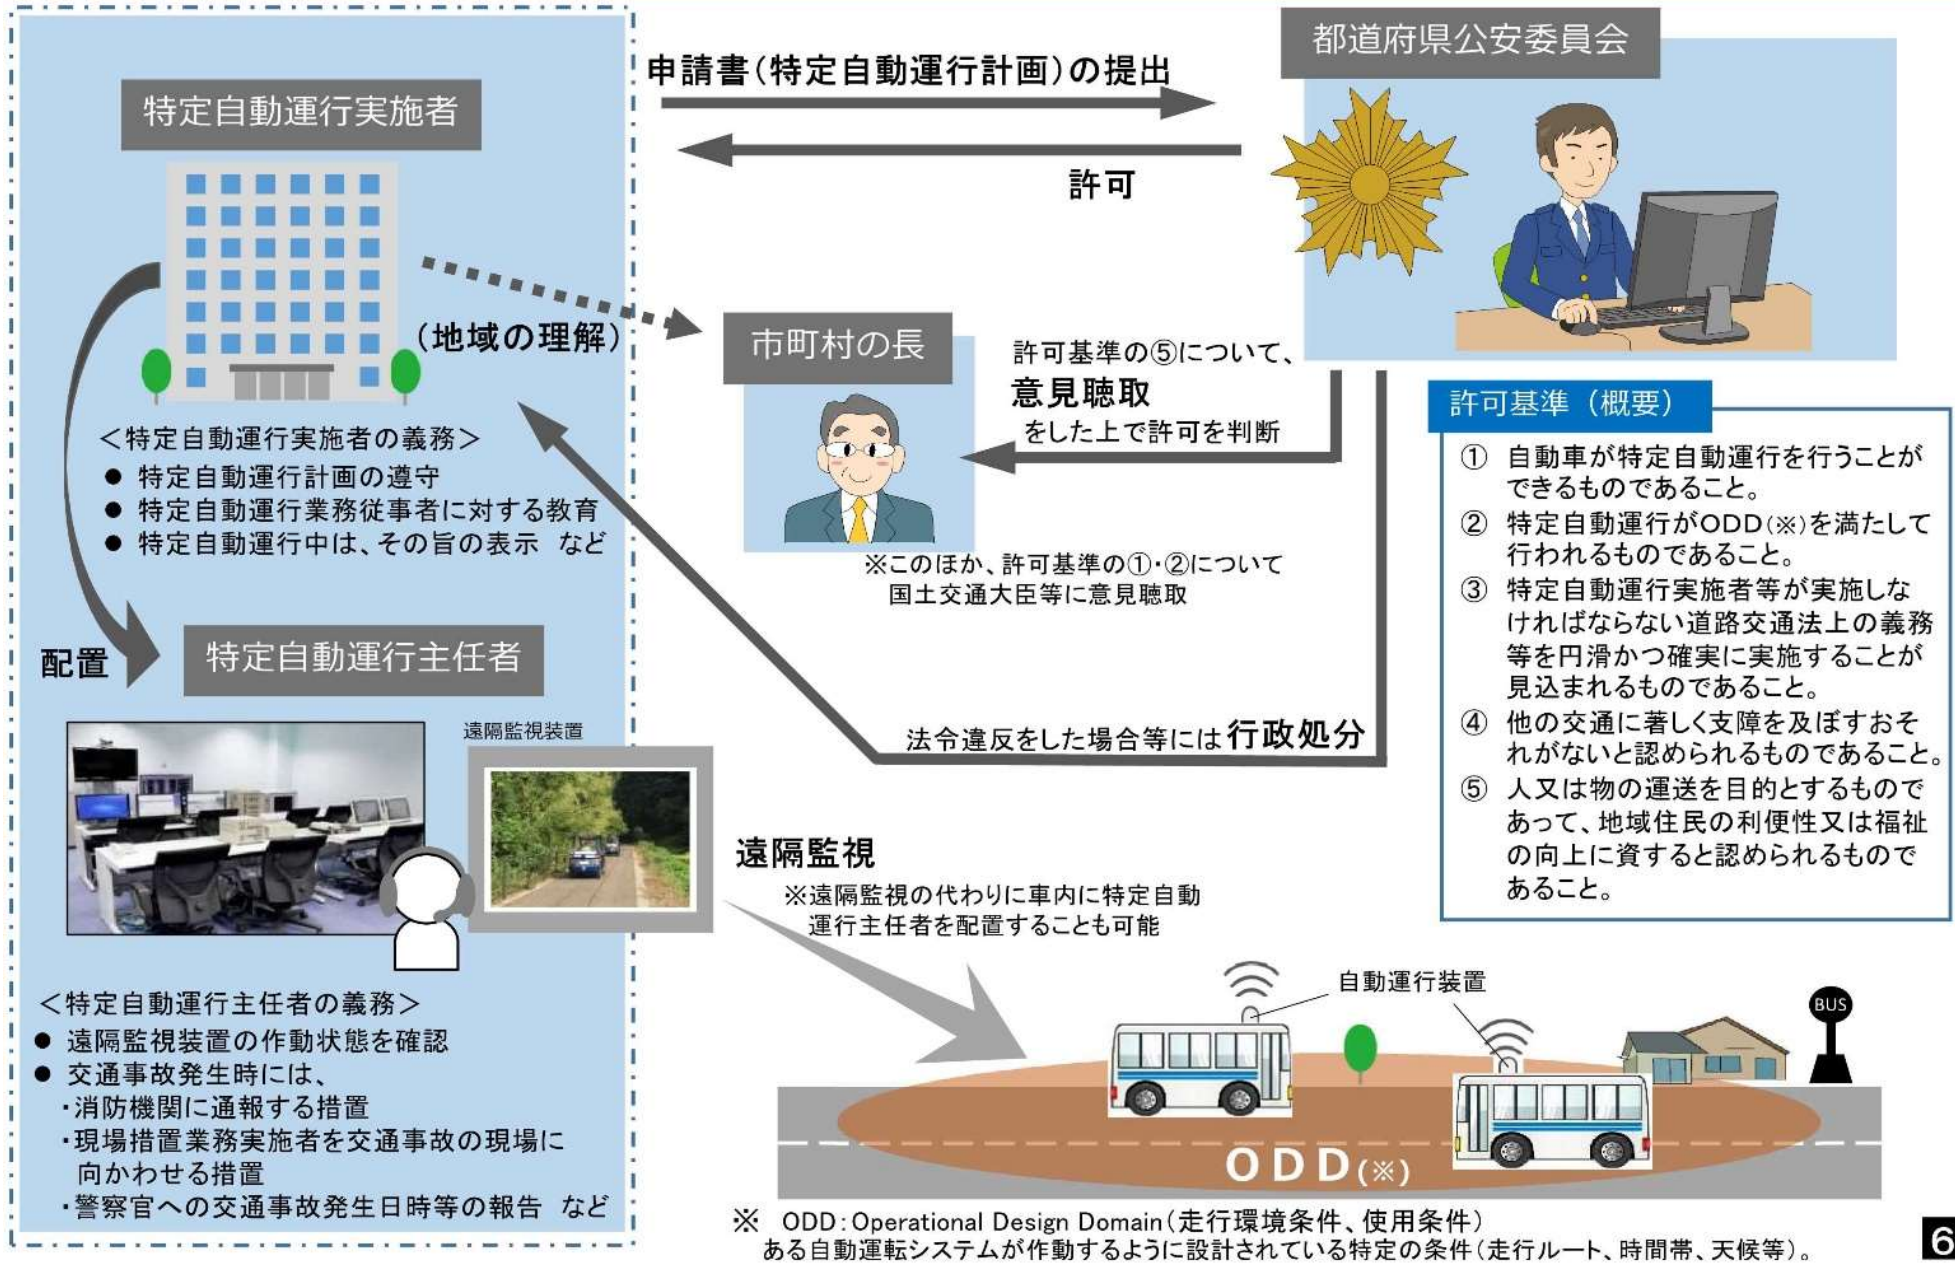 特定自動運行実施者
申請書(特定自動運行計画)の提出
許可
都道府県公安委員会
(地域の理解)
市町村の長
許可基準の⑤について、
意見聴取
をした上で許可を判断
※このほか、許可基準の①・②について
国土交通大臣等に意見聴取
<特定自動運行実施者の義務>
● 特定自動運行計画の遵守
● 特定自動運行業務従事者に対する教育
● 特定自動運行中は、その旨の表示 など
配置
特定自動運行主任者
遠隔監視装置
法令違反をした場合等には行政処分
許可基準(概要)
① 自動車が特定自動運行を行うことが
できるものであること。
② 特定自動運行がODD(※)を満たして
行われるものであること。
③ 特定自動運行実施者等が実施しな
ければならない道路交通法上の義務
等を円滑かつ確実に実施することが
見込まれるものであること。
④ 他の交通に著しく支障を及ぼすおそ
れがないと認められるものであること。
⑤ 人又は物の運送を目的とするもので
あって、地域住民の利便性又は福祉
の向上に資すると認められるもので
あること。
遠隔監視
※遠隔監視の代わりに車内に特定自動
運行主任者を配置することも可能
<特定自動運行主任者の義務>
● 遠隔監視装置の作動状態を確認
● 交通事故発生時には、
・消防機関に通報する措置
・現場措置業務実施者を交通事故の現場に
向かわせる措置
・警察官への交通事故発生日時等の報告 など
自動運行装置
BUS
ODD(※)
※ ODD:Operational Design Domain(走行環境条件、使用条件)
ある自動運転システムが作動するように設計されている特定の条件(走行ルート、時間帯、天候等)。
6